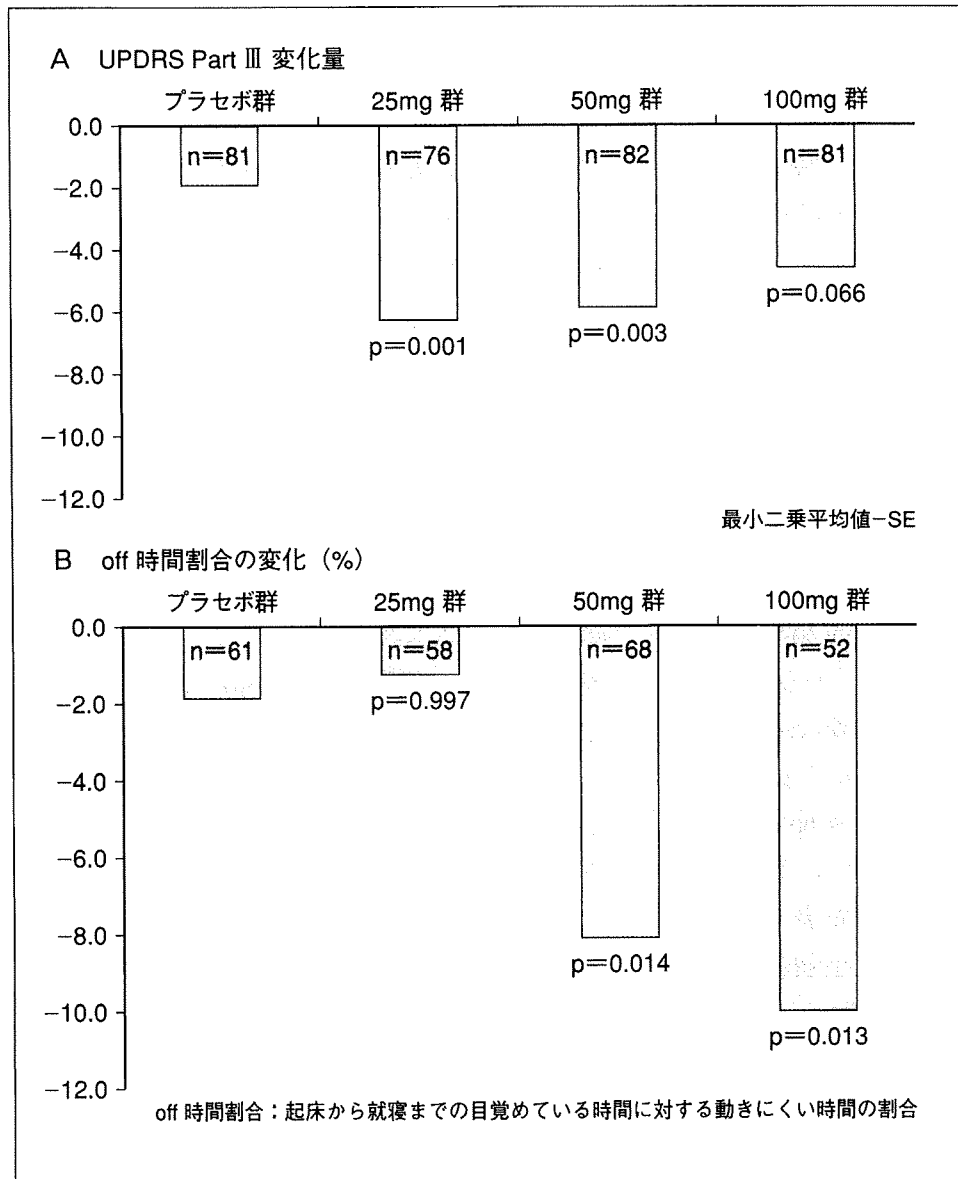 A UPDRS Part Ⅲ 変化量
プラセボ群 25mg 群 50mg 群 100mg 群
0.0
n=81 n=76 n=82 n=81
−2.0
−4.0
p=0.066
−6.0
p=0.001 p=0.003
−8.0
−10.0
−12.0
最小二乗平均値−SE
B off 時間割合の変化（%）
プラセボ群 25mg 群 50mg 群 100mg 群
0.0
n=61 n=58 n=68 n=52
p=0.997
−2.0
−4.0
−6.0
−8.0
p=0.014
−10.0
p=0.013
−12.0
off 時間割合：起床から就寝までの目覚めている時間に対する動きにくい時間の割合